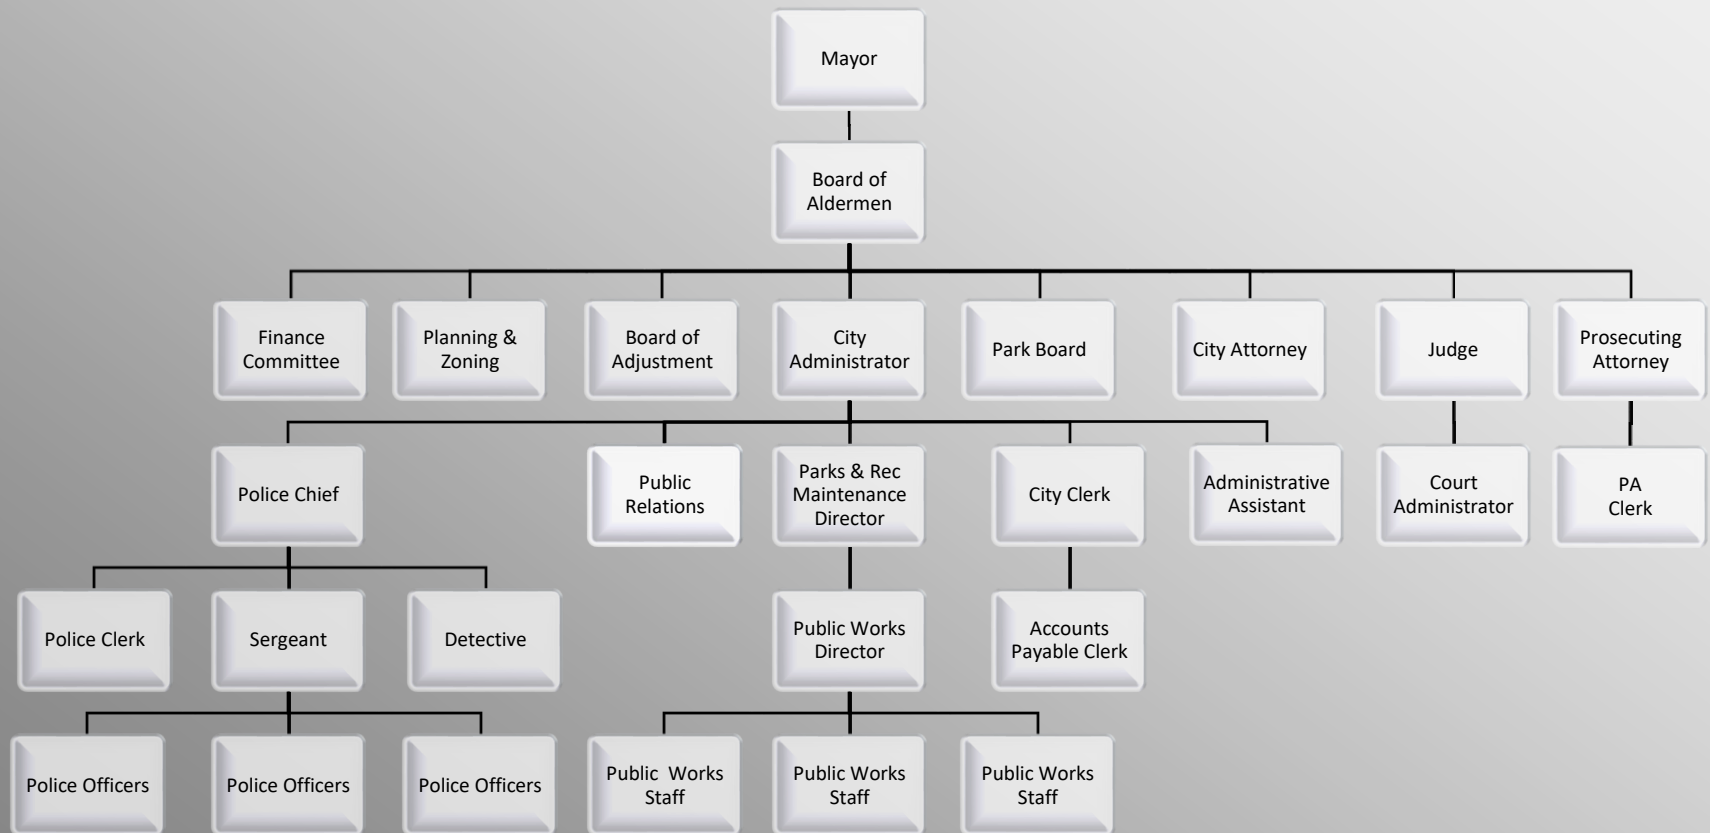 Mayor
Board of
Aldermen
Finance
Committee
Planning &
Zoning
Board of
Adjustment
City
Administrator
Park Board
City Attorney
Judge
Prosecuting
Attorney
Police Chief
Public
Relations
Parks & Rec
Maintenance
Director
City Clerk
Administrative
Assistant
Court
Administrator
PA
Clerk
Police Clerk
Sergeant
Detective
Public Works
Director
Accounts
Payable Clerk
Police Officers
Police Officers
Police Officers
Public Works
Staff
Public Works
Staff
Public Works
Staff